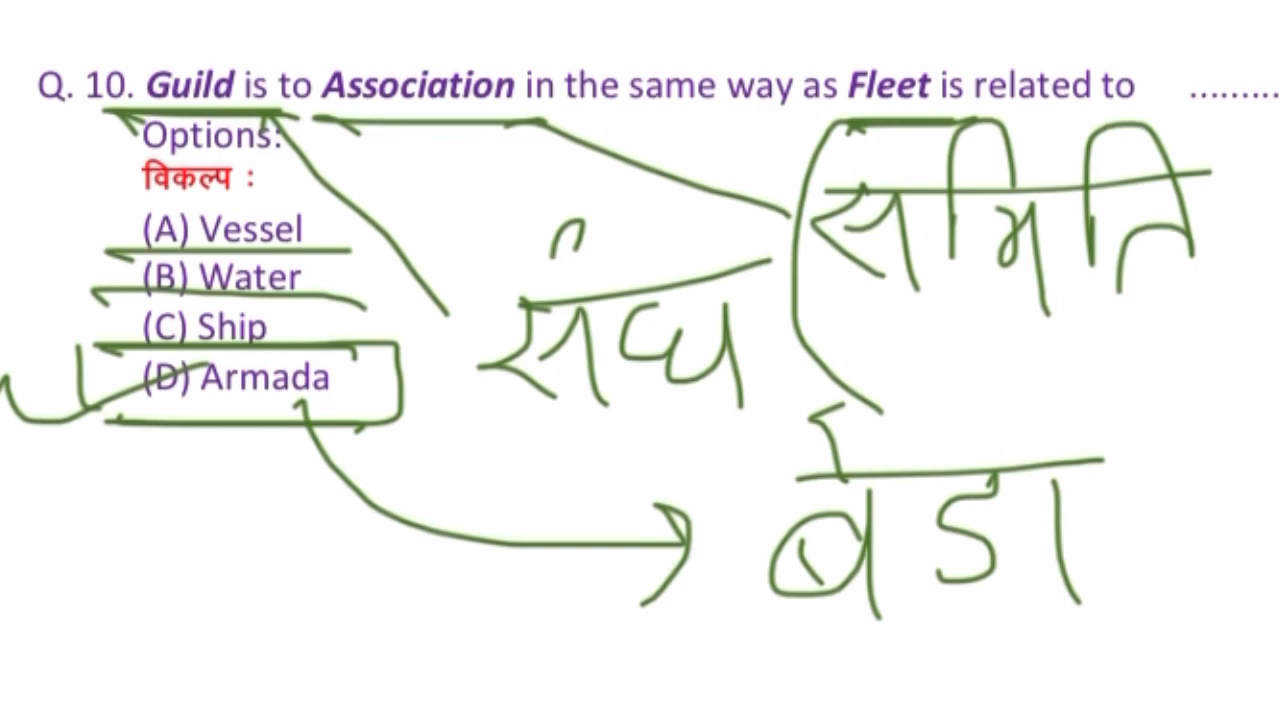 Q. 10. Guild is to Association in the same way as Fleet is related to .........
Options:
विकल्प :
(A) Vessel
(B) Water
(C) Ship
(D) Armada
समिति
संघ
बेडा